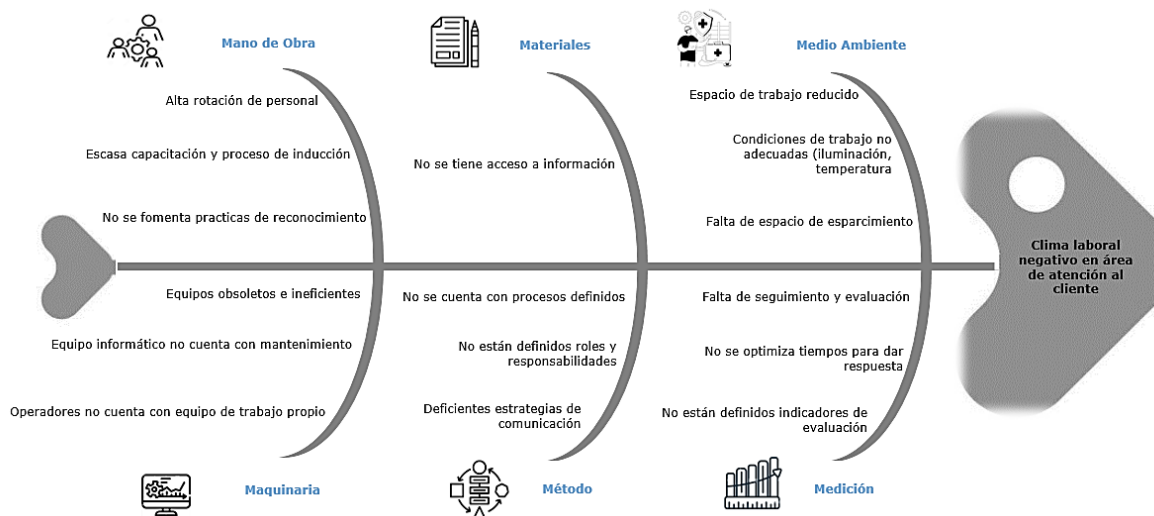 Mano de Obra
Materiales
Medio Ambiente
Alta rotación de personal
Escasa capacitación y proceso de inducción
No se fomenta practicas de reconocimiento
No se tiene acceso a información
Espacio de trabajo reducido
Condiciones de trabajo no
adecuadas (iluminación,
temperatura
Falta de espacio de esparcimiento
Clima laboral
negativo en área
de atención al
cliente
Equipos obsoletos e ineficientes
Equipo informático no cuenta con mantenimiento
Operadores no cuenta con equipo de trabajo propio
No se cuenta con procesos definidos
No están definidos roles y
responsabilidades
Deficientes estrategias de
comunicación
Falta de seguimiento y evaluación
No se optimiza tiempos para dar
respuesta
No están definidos indicadores de
evaluación
Maquinaria
Método
Medición